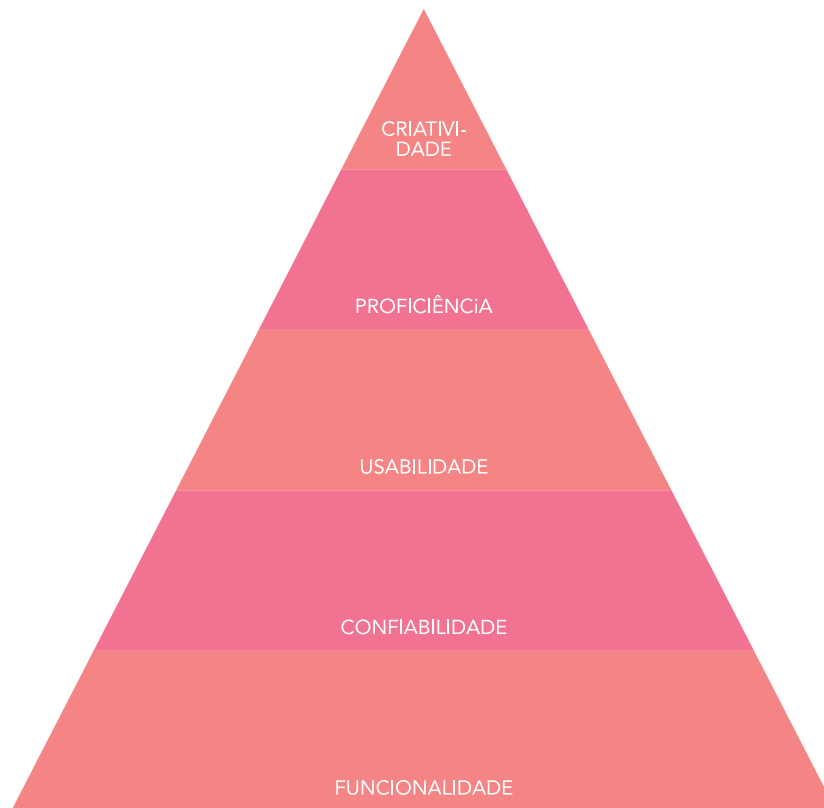 CRIATIVI-
DADE
PROFICIÊNCiA
USABILIDADE
CONFIABILIDADE
FUNCIONALIDADE